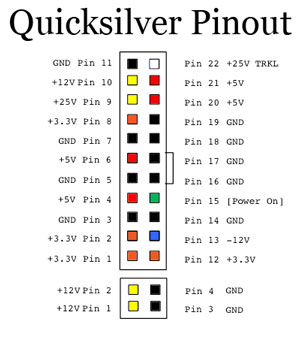 Quicksilver Pinout
GND Pin 11 Pin 22 +25V TRKL
+12V Pin 10 Pin 21 +5V
+25V Pin 9 Pin 20 +5V
+3.3V Pin 8 Pin 19 GND
GND Pin 7 Pin 18 GND
+5V Pin 6 Pin 17 GND
GND Pin 5 Pin 16 GND
+5V Pin 4 Pin 15 [Power On]
GND Pin 3 Pin 14 GND
+3.3V Pin 2 Pin 13 -12V
+3.3V Pin 1 Pin 12 +3.3V
+12V Pin 2 Pin 4 GND
+12V Pin 1 Pin 3 GND